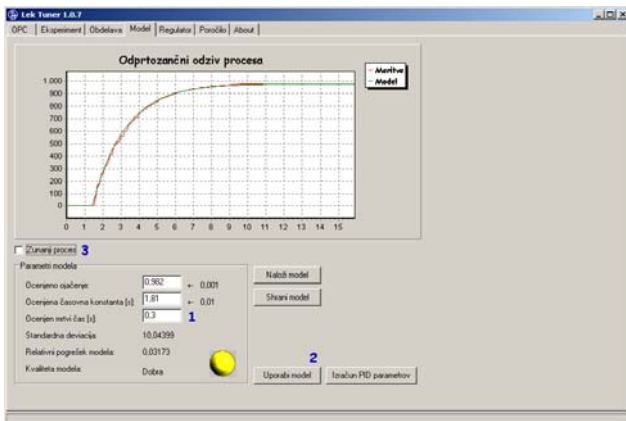 Lek Tuner 1.0.7
OPC Eksperiment Obdelava Model Regulator Poročilo About
Odprtozančni odziv procesa
Meritve
Model
1.000
900
800
700
600
500
400
300
200
100
0
0 1 2 3 4 5 6 7 8 9 10 11 12 13 14 15
Zunanji proces 3
Parametri modela
Ocenjeno ojačenje: 0,982 +- 0,001
Ocenjena časovna konstanta [s]: 1,81 +- 0,01
Ocenjen mrtvi čas [s]: 0,3 1
Standardna deviacija: 10,04399
Relativni pogrešek modela: 0,03173
Kvaliteta modela: Dobra
Naloži model
Shrani model
2
Uporabi model Izračun PID parametrov